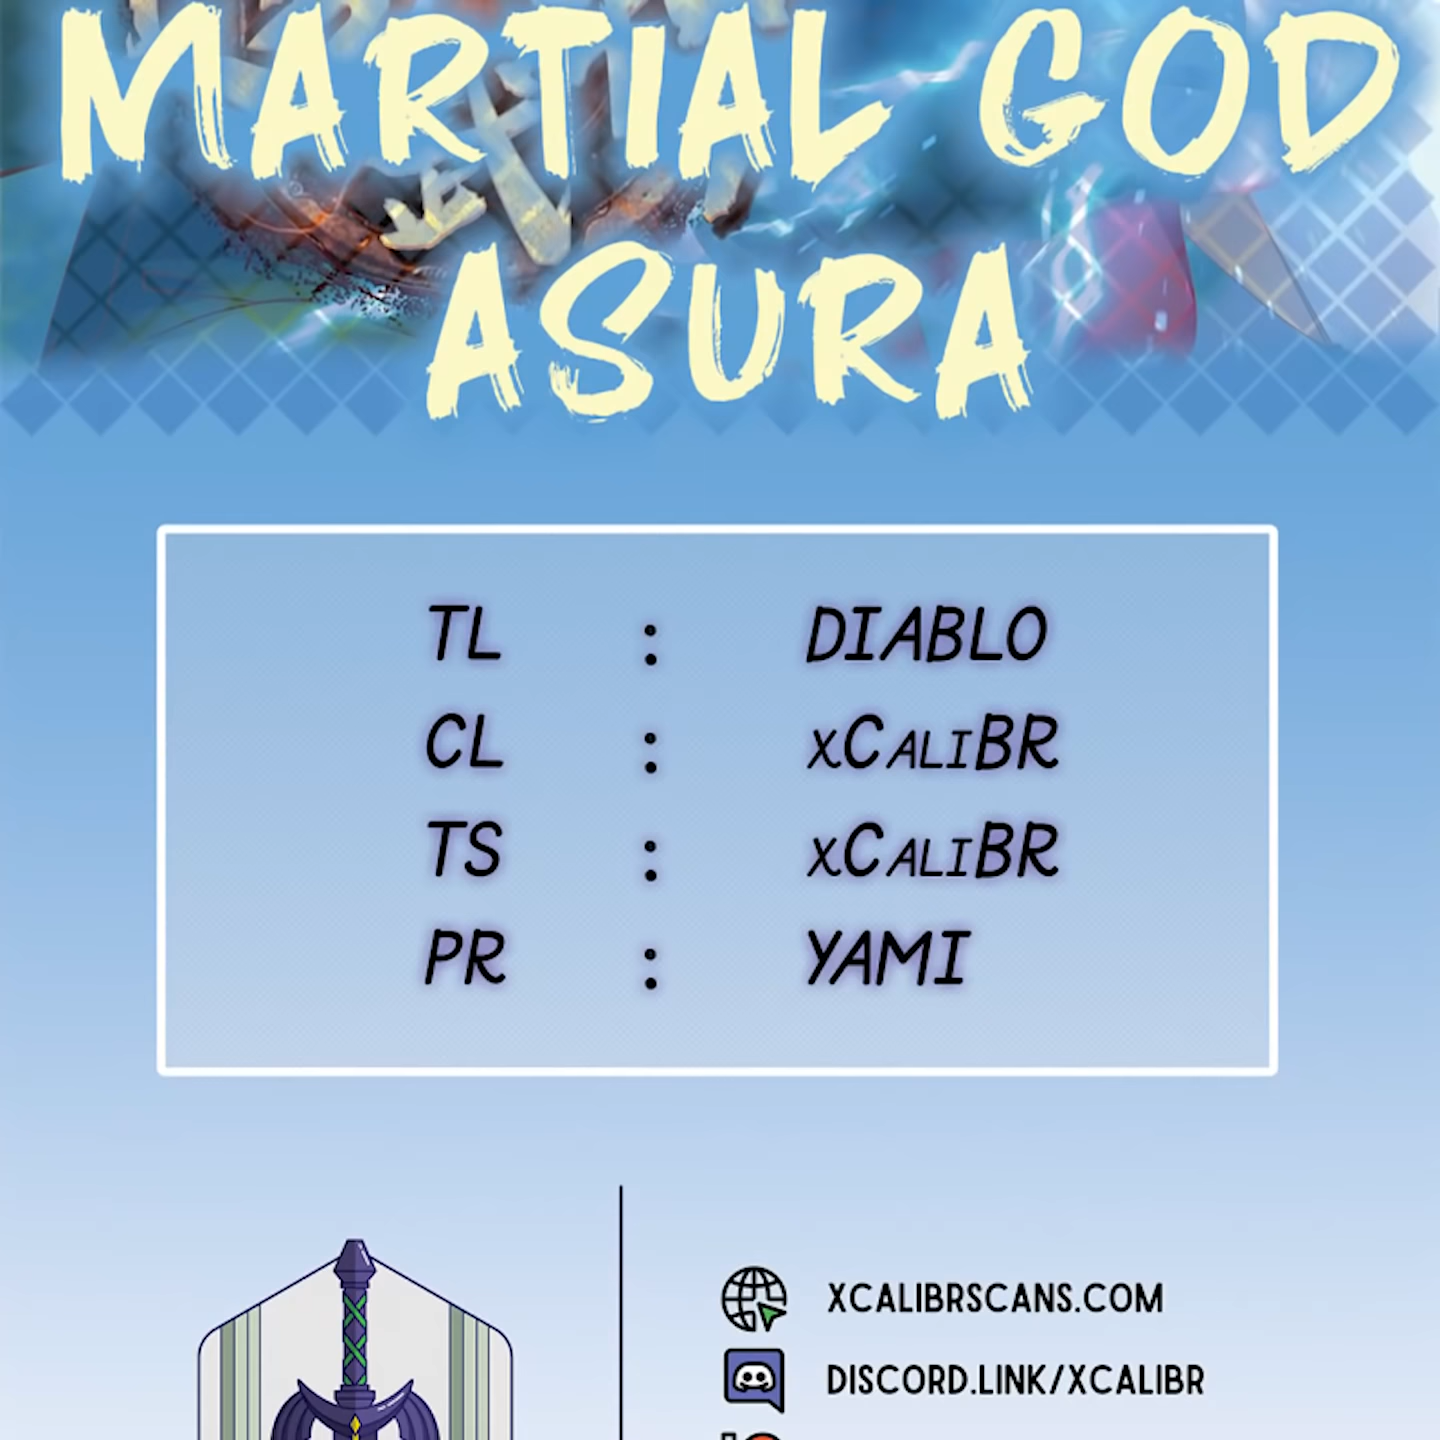 MARTIAL GOD
ASURA
TL : DIABLO
CL : xCALIBR
TS : xCALIBR
PR : YAMI
XCALIBRSCANS.COM
DISCORD.LINK/XCALIBR